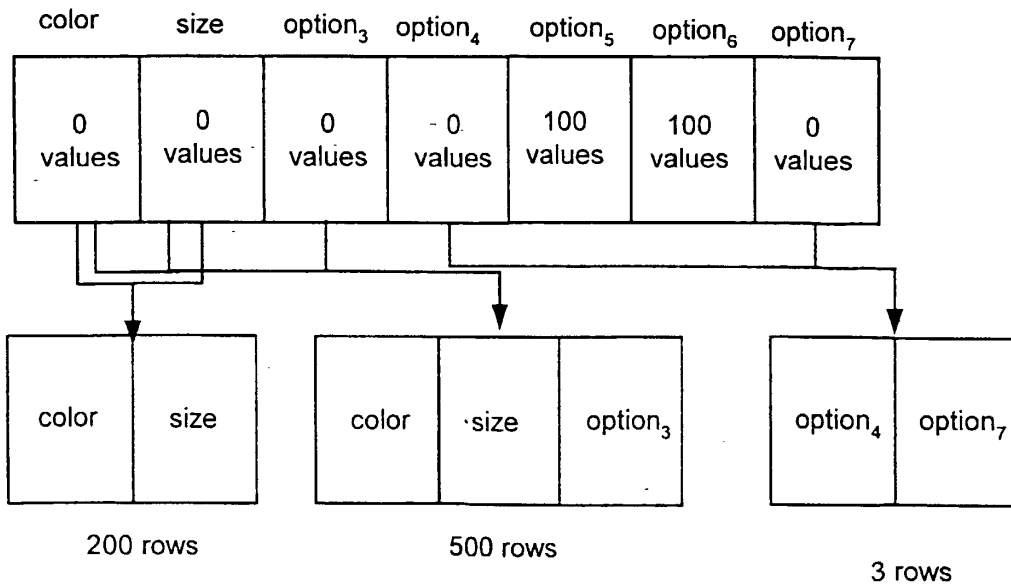 color size option₃ option₄ option₅ option₆ option₇
0 0 0 0 100 100 0
values values values values values values values
color size color size option₃ option₄ option₇
200 rows 500 rows
3 rows